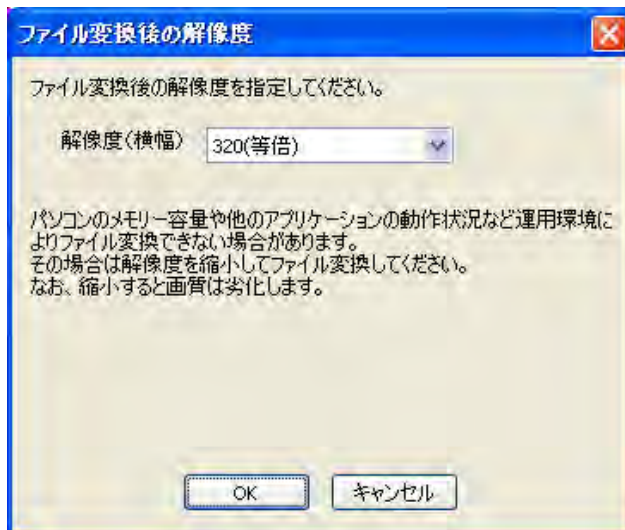 ファイル変換後の解像度
ファイル変換後の解像度を指定してください。
解像度(横幅) 320(等倍)
パソコンのメモリー容量や他のアプリケーションの動作状況など運用環境に
よりファイル変換できない場合があります。
その場合は解像度を縮小してファイル変換してください。
なお、縮小すると画質は劣化します。
OK キャンセル